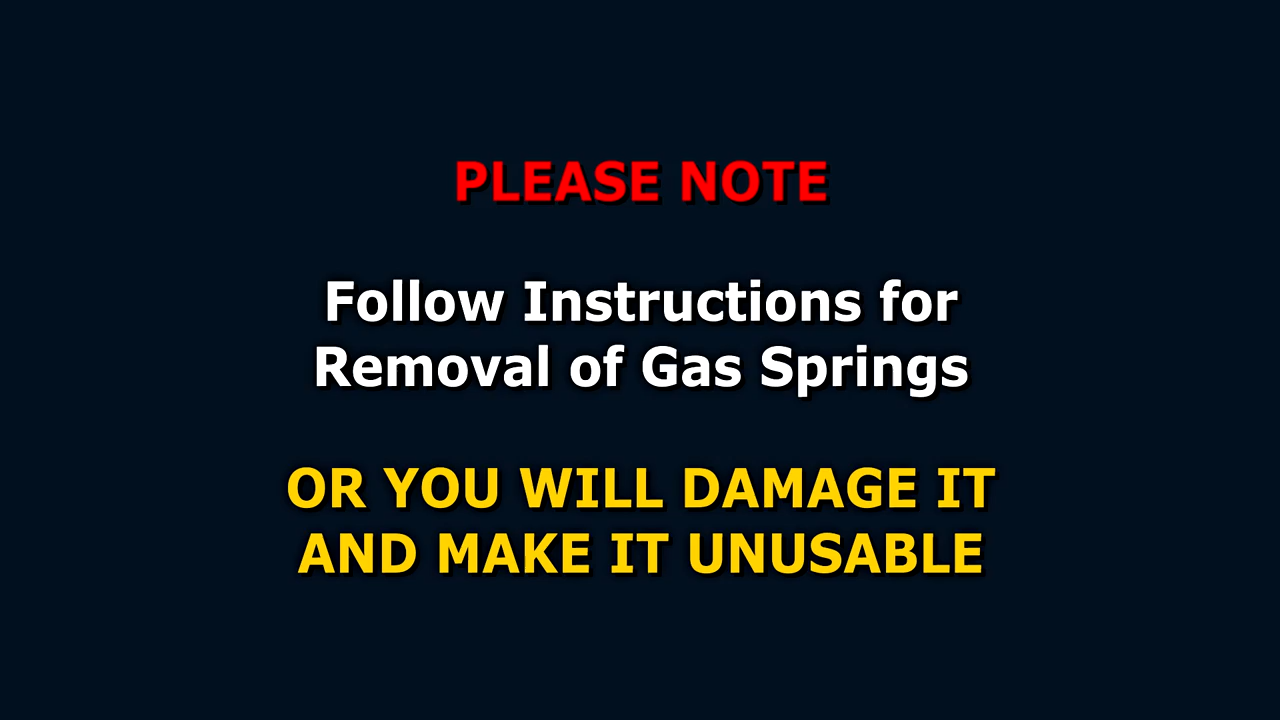 PLEASE NOTE
Follow Instructions for
Removal of Gas Springs
OR YOU WILL DAMAGE IT
AND MAKE IT UNUSABLE